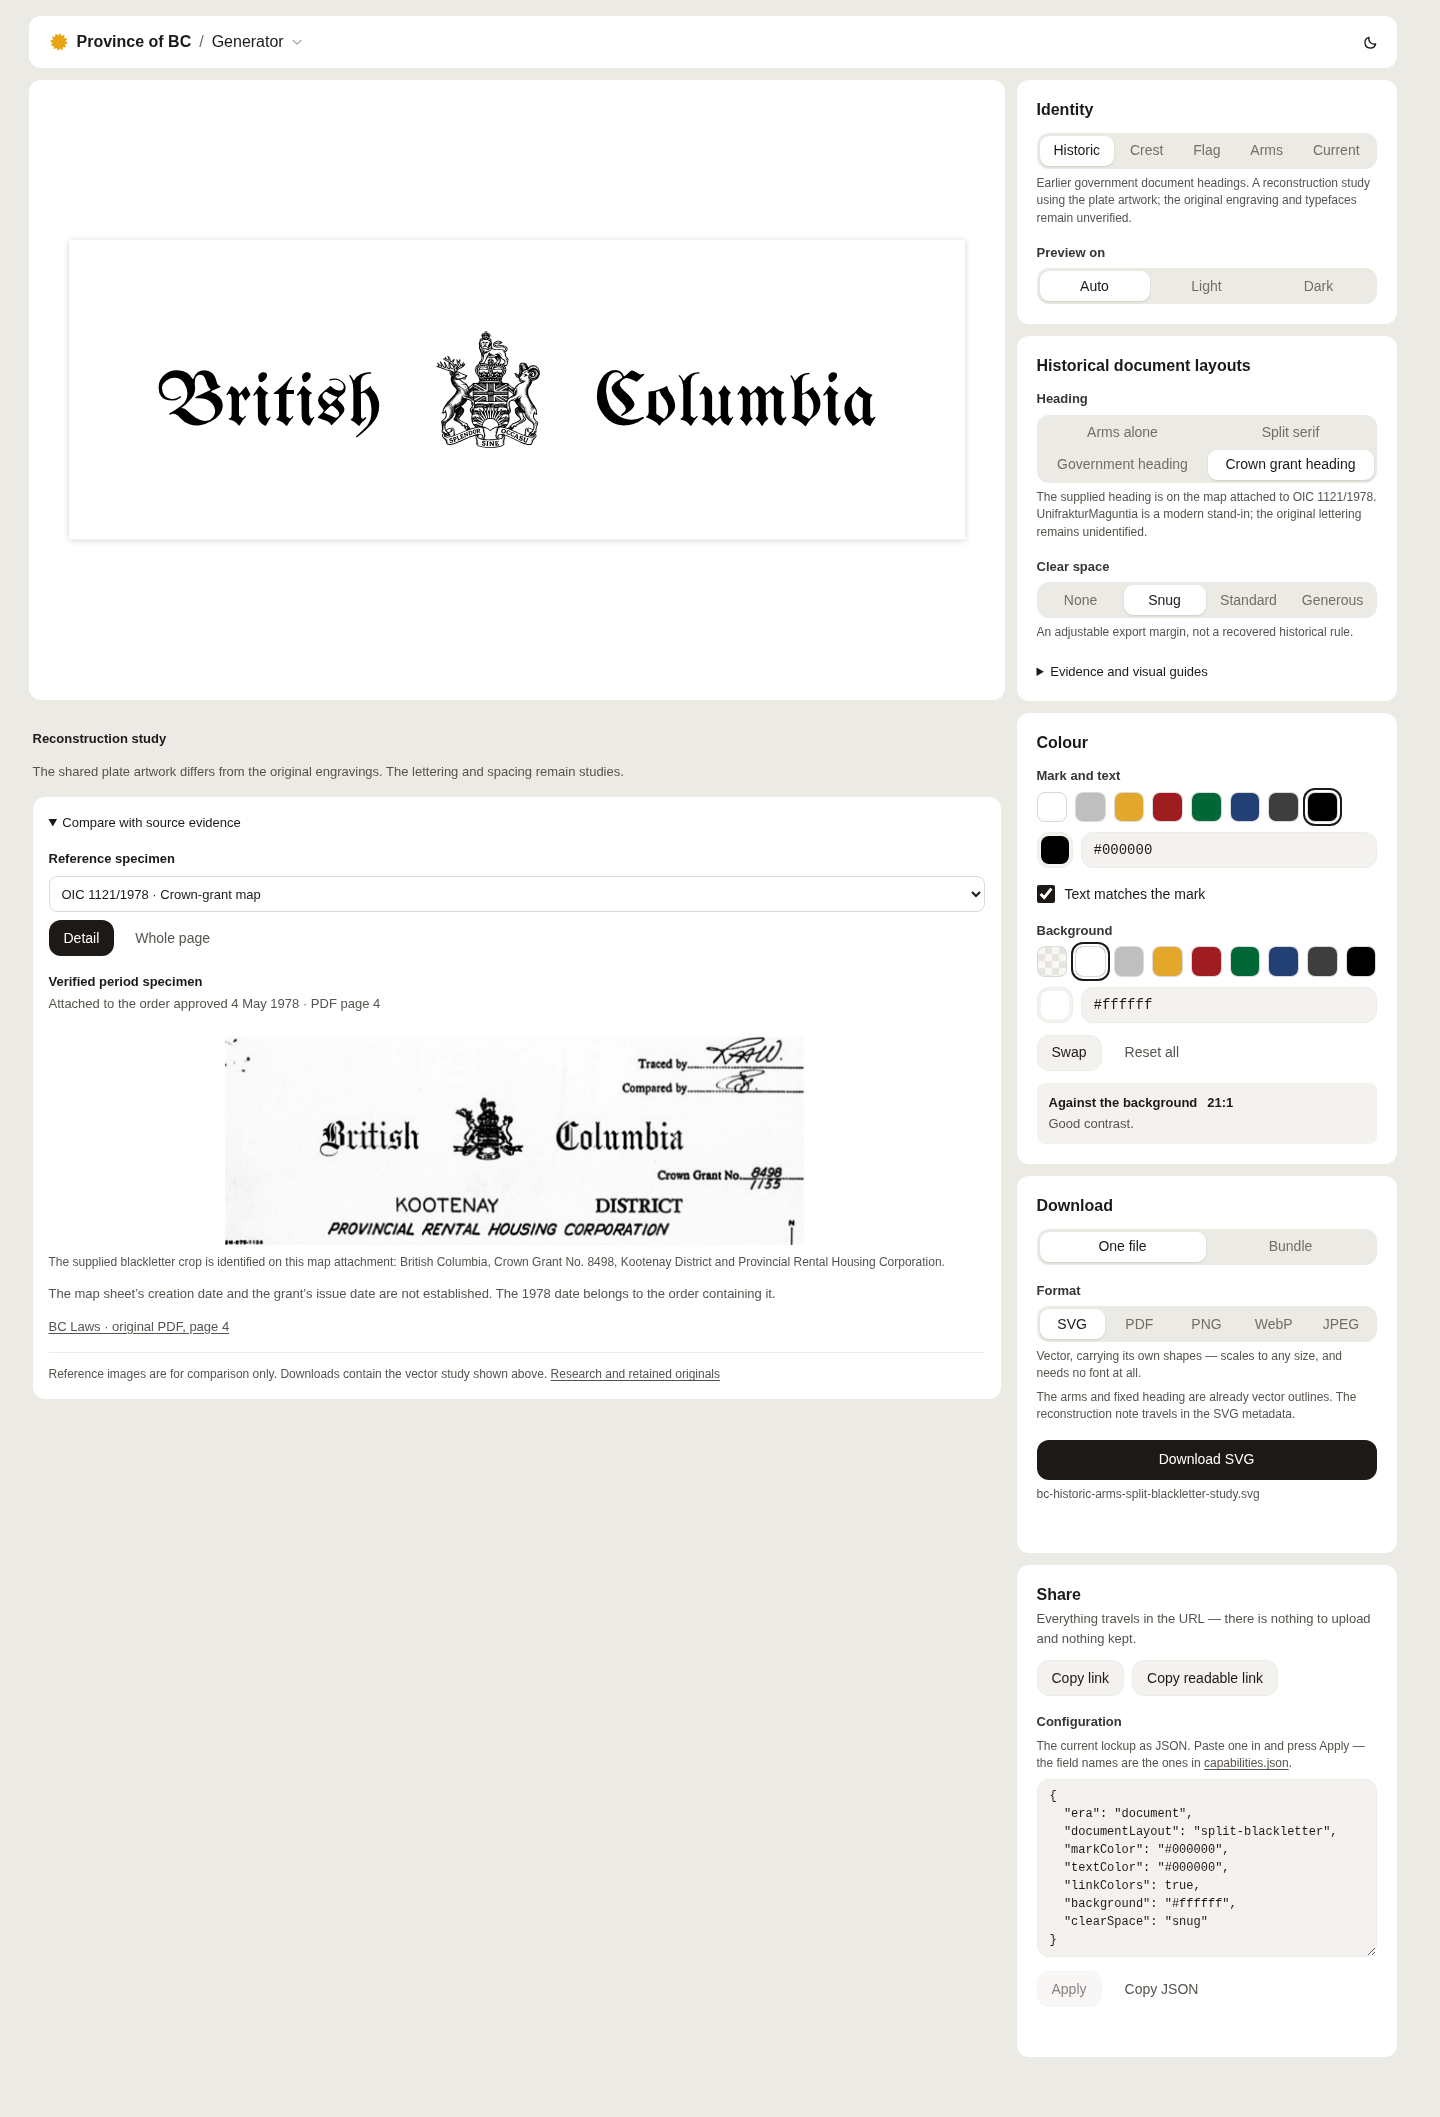 Province of BC / Generator
British Columbia
SPLENDOR SINE OCCASU
Reconstruction study
The shared plate artwork differs from the original engravings. The lettering and spacing remain studies.
Compare with source evidence
Reference specimen
OIC 1121/1978 · Crown-grant map
Detail Whole page
Verified period specimen
Attached to the order approved 4 May 1978 · PDF page 4
Traced by
Compared by
British Columbia
Crown Grant No. 8498
1155
KOOTENAY DISTRICT
PROVINCIAL RENTAL HOUSING CORPORATION
N
The supplied blackletter crop is identified on this map attachment: British Columbia, Crown Grant No. 8498, Kootenay District and Provincial Rental Housing Corporation.
The map sheet’s creation date and the grant’s issue date are not established. The 1978 date belongs to the order containing it.
BC Laws · original PDF, page 4
Reference images are for comparison only. Downloads contain the vector study shown above. Research and retained originals
Identity
Historic Crest Flag Arms Current
Earlier government document headings. A reconstruction study
using the plate artwork; the original engraving and typefaces
remain unverified.
Preview on
Auto Light Dark
Historical document layouts
Heading
Arms alone Split serif
Government heading Crown grant heading
The supplied heading is on the map attached to OIC 1121/1978.
UnifrakturMaguntia is a modern stand-in; the original lettering
remains unidentified.
Clear space
None Snug Standard Generous
An adjustable export margin, not a recovered historical rule.
Evidence and visual guides
Colour
Mark and text
#000000
Text matches the mark
Background
#ffffff
Swap Reset all
Against the background 21:1
Good contrast.
Download
One file Bundle
Format
SVG PDF PNG WebP JPEG
Vector, carrying its own shapes — scales to any size, and
needs no font at all.
The arms and fixed heading are already vector outlines. The
reconstruction note travels in the SVG metadata.
Download SVG
bc-historic-arms-split-blackletter-study.svg
Share
Everything travels in the URL — there is nothing to upload
and nothing kept.
Copy link Copy readable link
Configuration
The current lockup as JSON. Paste one in and press Apply —
the field names are the ones in capabilities.json.
{
"era": "document",
"documentLayout": "split-blackletter",
"markColor": "#000000",
"textColor": "#000000",
"linkColors": true,
"background": "#ffffff",
"clearSpace": "snug"
}
Apply Copy JSON